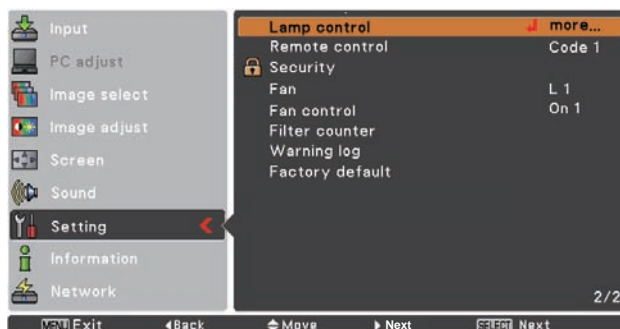 Input
PC adjust
Image select
Image adjust
Screen
Sound
Setting
Information
Network
Lamp control more...
Remote control Code 1
Security
Fan L 1
Fan control On 1
Filter counter
Warning log
Factory default
2/2
MENU Exit Back Move Next SELECT Next